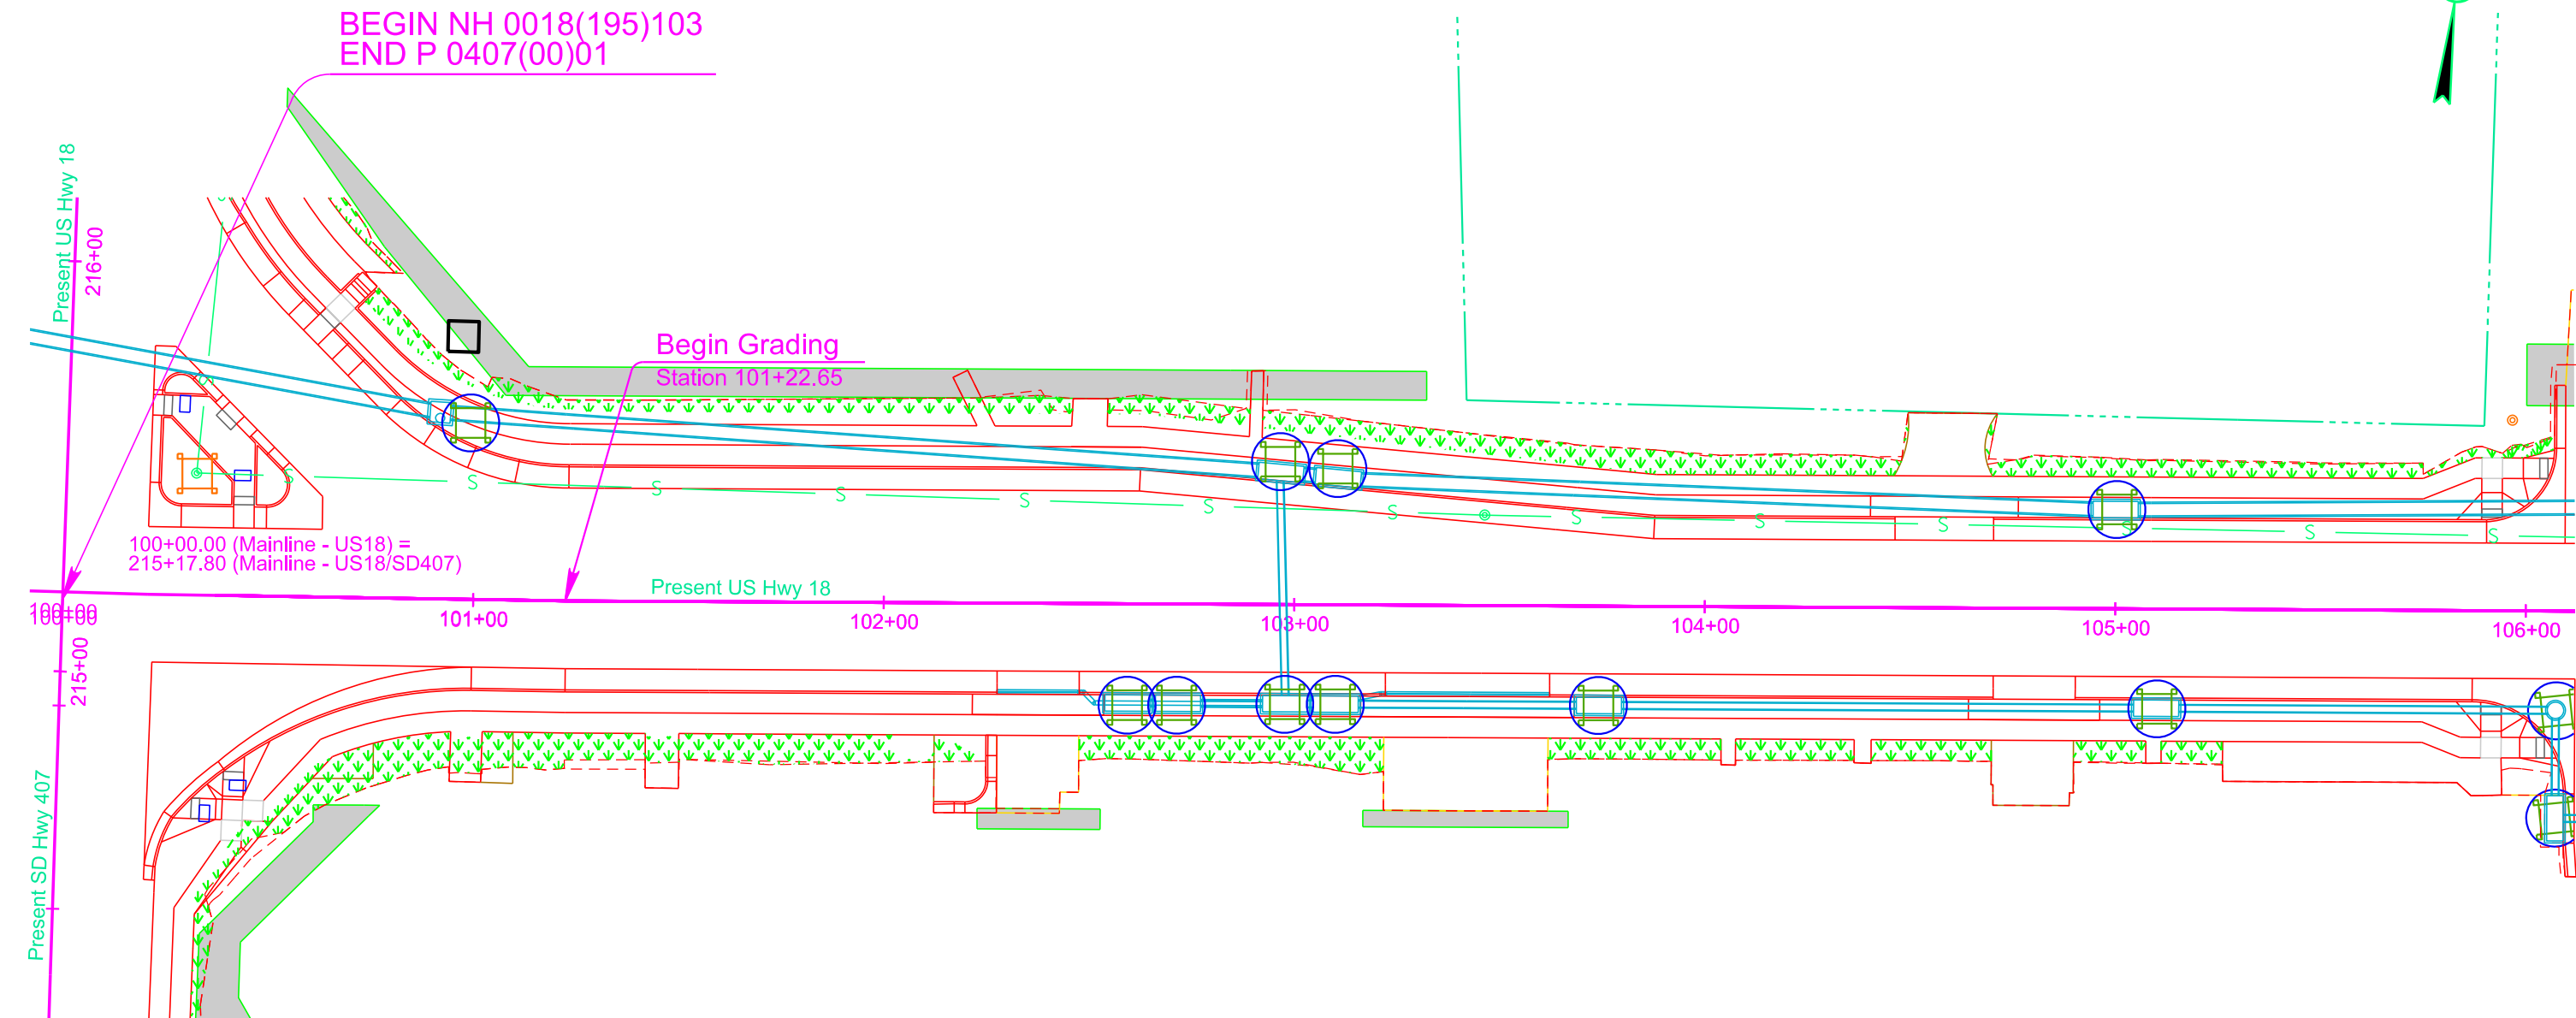 BEGIN NH 0018(195)103
END P 0407(00)01
Present US Hwy 18
216+00
Begin Grading
Station 101+22.65
S
S
S
S
S
S
S
S
S
S
S
S
S
100+00.00 (Mainline - US18) =
215+17.80 (Mainline - US18/SD407)
Present US Hwy 18
100+00
101+00
102+00
103+00
104+00
105+00
106+00
215+00
Present SD Hwy 407